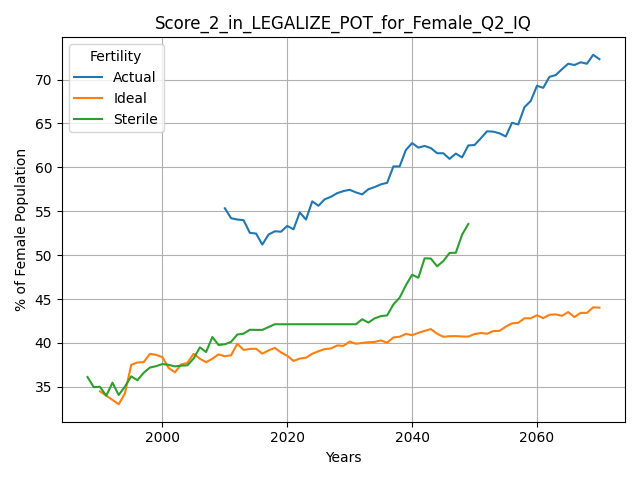 Score_2_in_LEGALIZE_POT_for_Female_Q2_IQ
Fertility
Actual
Ideal
Sterile
% of Female Population
70
65
60
55
50
45
40
35
2000 2020 2040 2060
Years